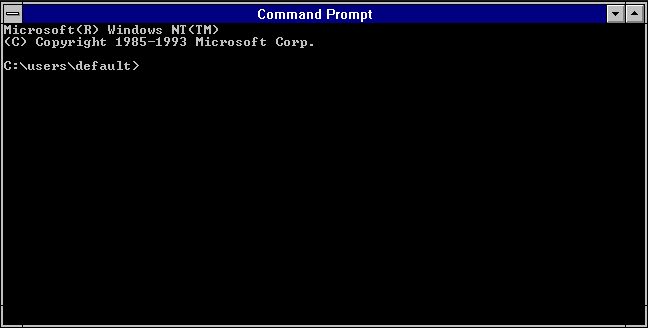 Command Prompt
Microsoft(R) Windows NT(TM)
(C) Copyright 1985-1993 Microsoft Corp.
C:\users\default>